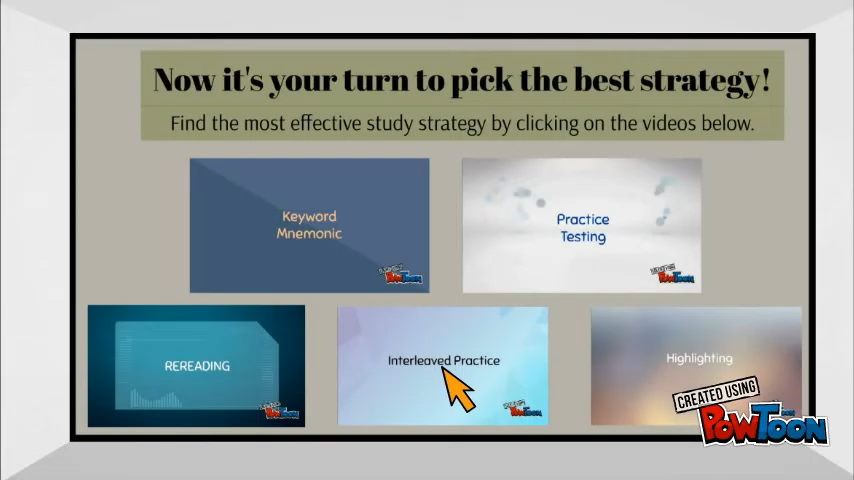 Now it's your turn to pick the best strategy!
Find the most effective study strategy by clicking on the videos below.
Keyword
Mnemonic
Practice
Testing
REREADING
Interleaved Practice
Highlighting
CREATED USING
POWTOON